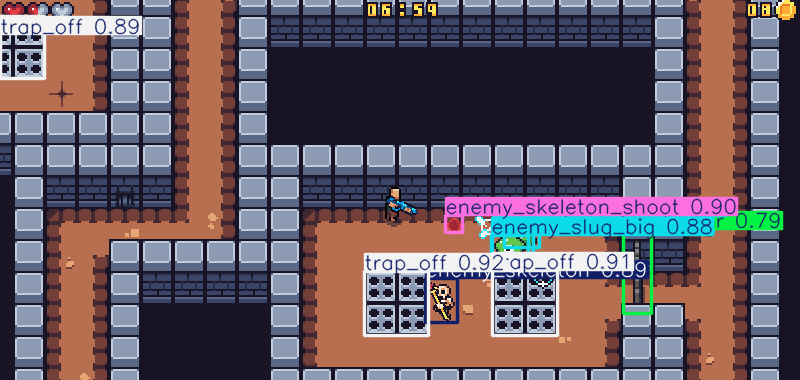 06:59
08
trap_off 0.89
enemy_skeleton_shoot 0.90
enemy_slug_big 0.88
0.79
trap_off 0.92
ap_off 0.91
enemy_skeleton 0.89